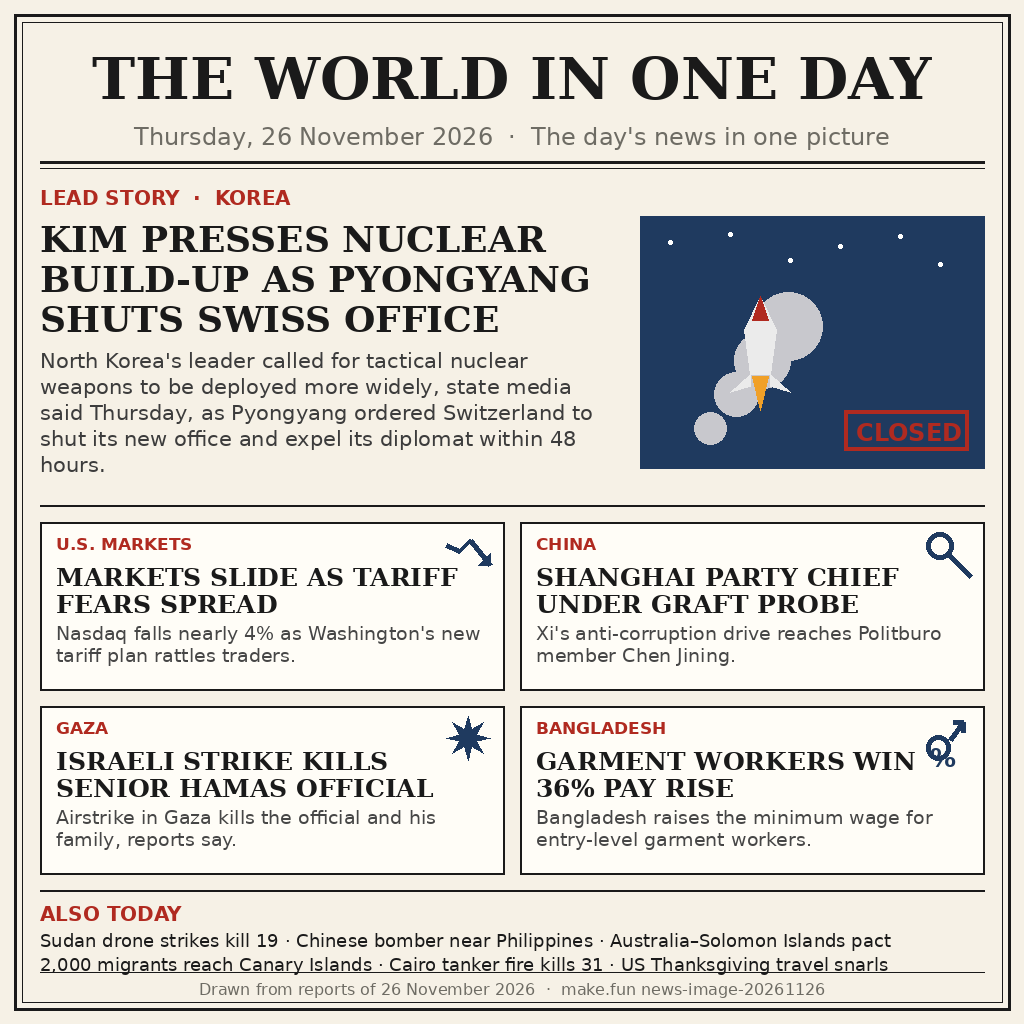 THE WORLD IN ONE DAY
Thursday, 26 November 2026 · The day's news in one picture
LEAD STORY · KOREA
KIM PRESSES NUCLEAR
BUILD-UP AS PYONGYANG
SHUTS SWISS OFFICE
North Korea's leader called for tactical nuclear
weapons to be deployed more widely, state media
said Thursday, as Pyongyang ordered Switzerland to
shut its new office and expel its diplomat within 48
hours.
CLOSED
U.S. MARKETS
MARKETS SLIDE AS TARIFF
FEARS SPREAD
Nasdaq falls nearly 4% as Washington's new
tariff plan rattles traders.
CHINA
SHANGHAI PARTY CHIEF
UNDER GRAFT PROBE
Xi's anti-corruption drive reaches Politburo
member Chen Jining.
GAZA
ISRAELI STRIKE KILLS
SENIOR HAMAS OFFICIAL
Airstrike in Gaza kills the official and his
family, reports say.
BANGLADESH
GARMENT WORKERS WIN
36% PAY RISE
%
Bangladesh raises the minimum wage for
entry-level garment workers.
ALSO TODAY
Sudan drone strikes kill 19 · Chinese bomber near Philippines · Australia–Solomon Islands pact
2,000 migrants reach Canary Islands · Cairo tanker fire kills 31 · US Thanksgiving travel snarls
Drawn from reports of 26 November 2026 · make.fun news-image-20261126